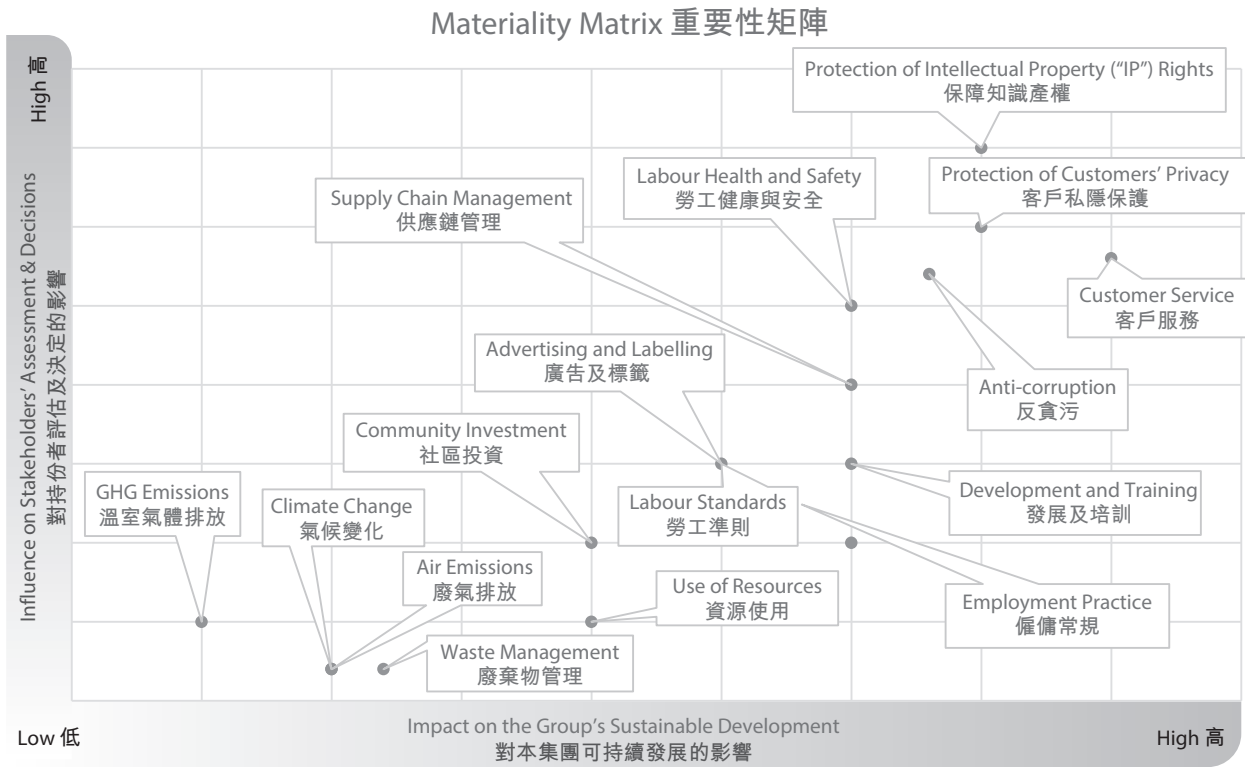 Materiality Matrix 重要性矩陣
High 高
Influence on Stakeholders' Assessment & Decisions
對持份者評估及決定的影響
Protection of Intellectual Property (“IP”) Rights
保障知識產權
Labour Health and Safety
勞工健康與安全
Protection of Customers' Privacy
客戶私隱保護
Supply Chain Management
供應鏈管理
Customer Service
客戶服務
Advertising and Labelling
廣告及標籤
Anti-corruption
反貪污
Community Investment
社區投資
GHG Emissions
溫室氣體排放
Climate Change
氣候變化
Labour Standards
勞工準則
Development and Training
發展及培訓
Air Emissions
廢氣排放
Use of Resources
資源使用
Employment Practice
僱傭常規
Waste Management
廢棄物管理
Low 低
Impact on the Group's Sustainable Development
對本集團可持續發展的影響
High 高